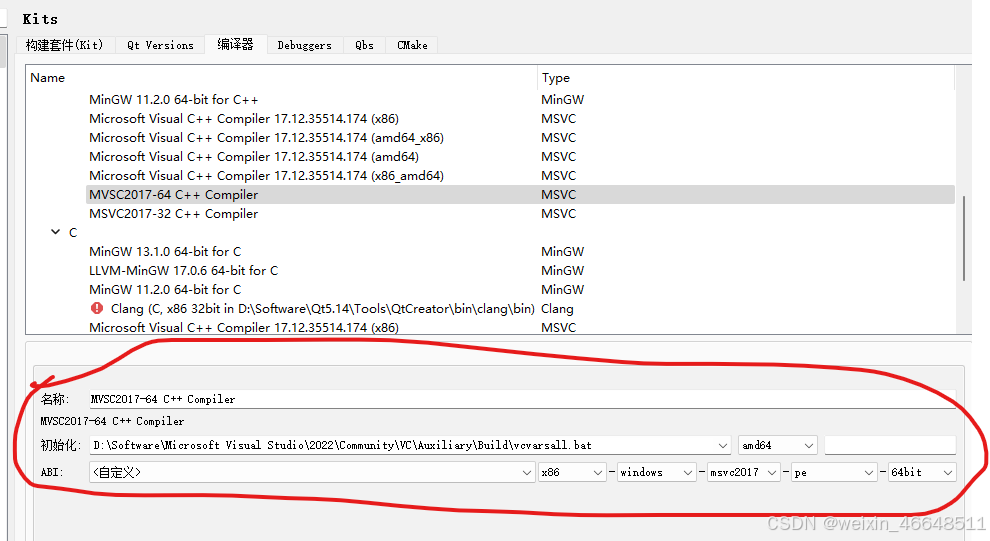 Kits
构建套件(Kit) Qt Versions 编译器 Debuggers Qbs CMake
Name Type
MinGW 11.2.0 64-bit for C++ MinGW
Microsoft Visual C++ Compiler 17.12.35514.174 (x86) MSVC
Microsoft Visual C++ Compiler 17.12.35514.174 (amd64_x86) MSVC
Microsoft Visual C++ Compiler 17.12.35514.174 (amd64) MSVC
Microsoft Visual C++ Compiler 17.12.35514.174 (x86_amd64) MSVC
MVSC2017-64 C++ Compiler MSVC
MSVC2017-32 C++ Compiler MSVC
C
MinGW 13.1.0 64-bit for C MinGW
LLVM-MinGW 17.0.6 64-bit for C MinGW
MinGW 11.2.0 64-bit for C MinGW
Clang (C, x86 32bit in D:\Software\Qt5.14\Tools\QtCreator\bin\clang\bin) Clang
Microsoft Visual C++ Compiler 17.12.35514.174 (x86) MSVC
名称: MVSC2017-64 C++ Compiler
MVSC2017-64 C++ Compiler
初始化: D:\Software\Microsoft Visual Studio\2022\Community\VC\Auxiliary\Build\vcvarsall.bat amd64
ABI: <自定义> x86 - windows - msvc2017 - pe - 64bit
CSDN @weixin_46648511